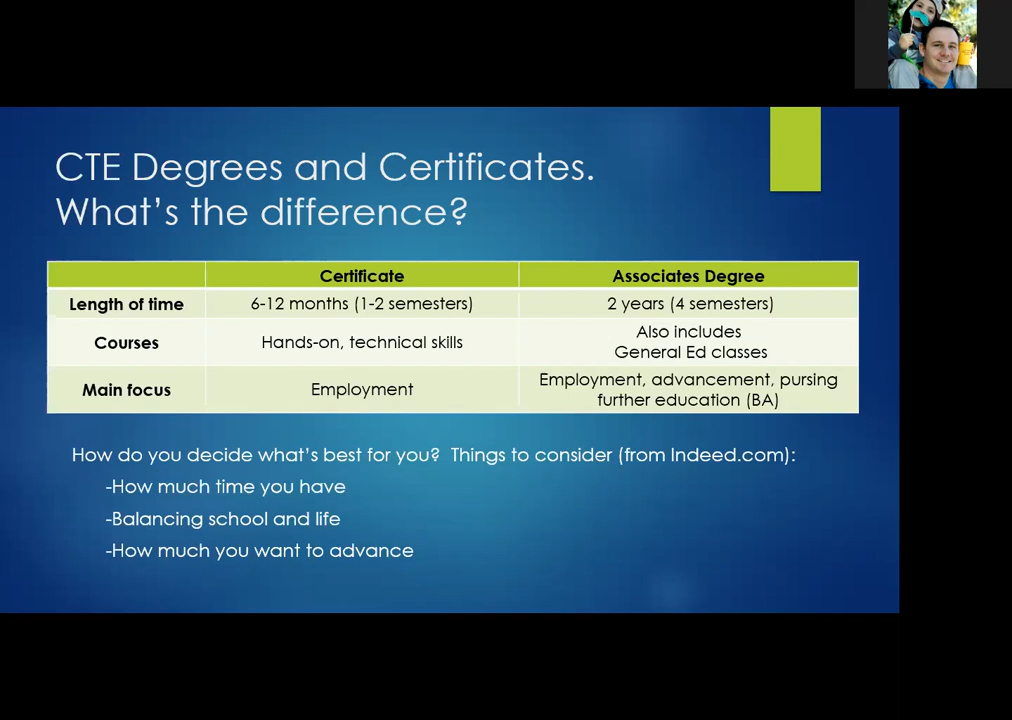 CTE Degrees and Certificates.
What's the difference?
Certificate Associates Degree
Length of time 6-12 months (1-2 semesters) 2 years (4 semesters)
Courses Hands-on, technical skills Also includes
General Ed classes
Main focus Employment Employment, advancement, pursing
further education (BA)
How do you decide what's best for you? Things to consider (from Indeed.com):
-How much time you have
-Balancing school and life
-How much you want to advance